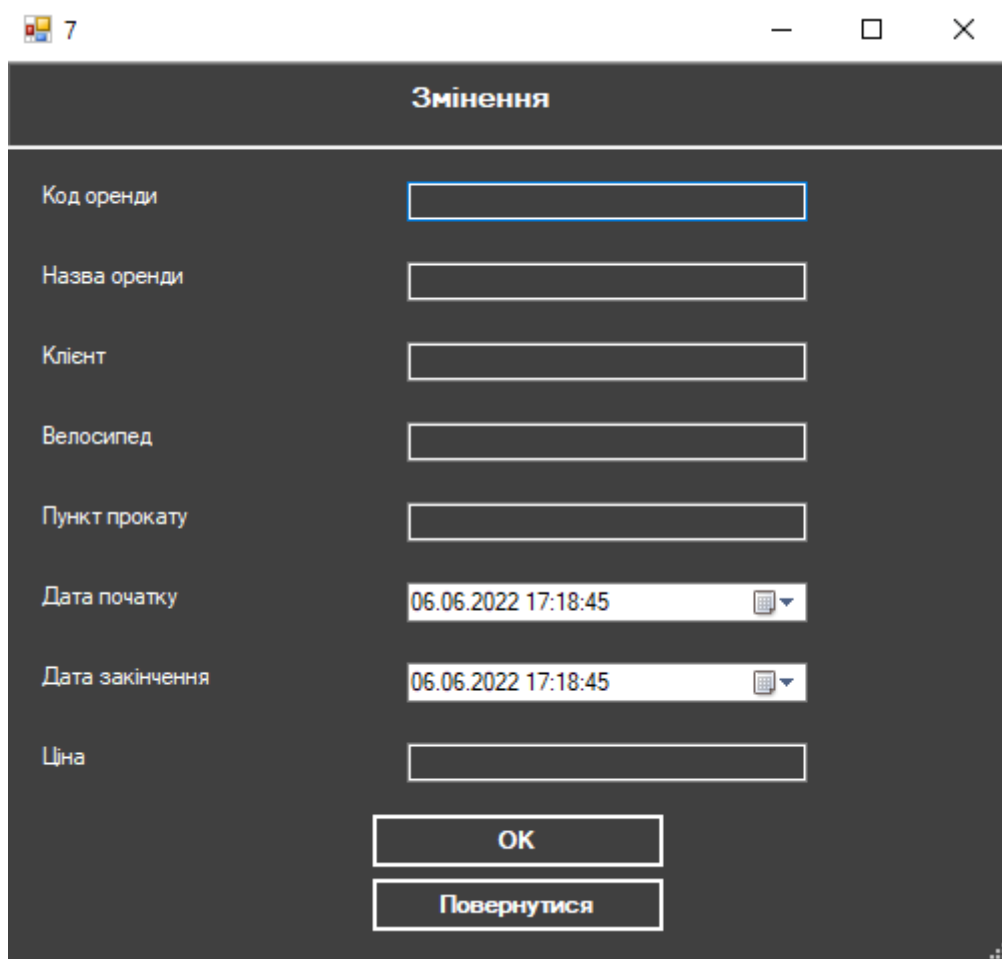 7
Змінення
Код оренди
Назва оренди
Клієнт
Велосипед
Пункт прокату
Дата початку
06.06.2022 17:18:45
Дата закінчення
06.06.2022 17:18:45
Ціна
OK
Повернутися